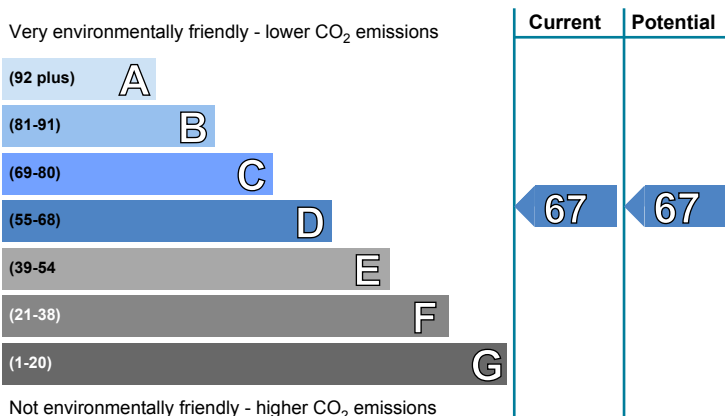 Very environmentally friendly - lower CO2 emissions
Current Potential
(92 plus) A
(81-91) B
(69-80) C
(55-68) D
67 67
(39-54 E
(21-38) F
(1-20) G
Not environmentally friendly - higher CO2 emissions